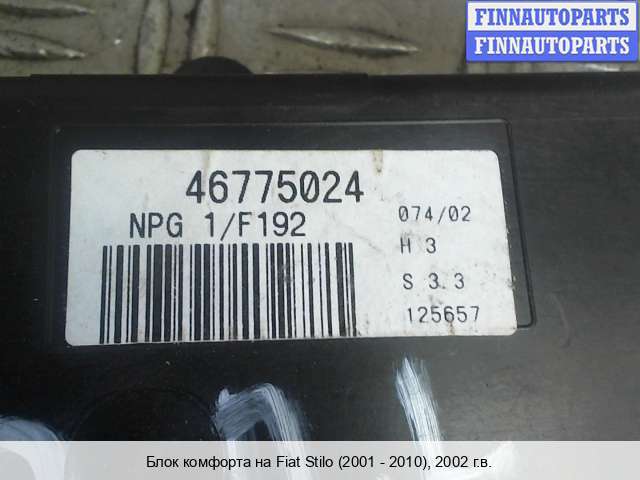 FINNAUTOPARTS
FINNAUTOPARTS
46775024
NPG 1/F192
074/02
H 3
S 3.3
125657
Блок комфорта на Fiat Stilo (2001 - 2010), 2002 г.в.